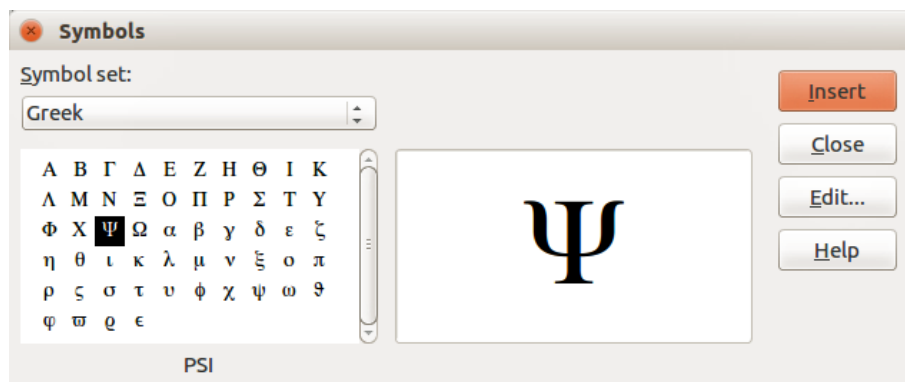 Symbols
Symbol set:
Greek
Α Β Γ Δ Ε Ζ Η Θ Ι Κ
Λ Μ Ν Ξ Ο Π Ρ Σ Τ Υ
Φ Χ Ψ Ω α β γ δ ε ζ
η θ ι κ λ μ ν ξ ο π
ρ ς σ τ υ ϕ χ ψ ω ϑ
φ ϖ ϱ ϵ
PSI
Ψ
Insert
Close
Edit...
Help